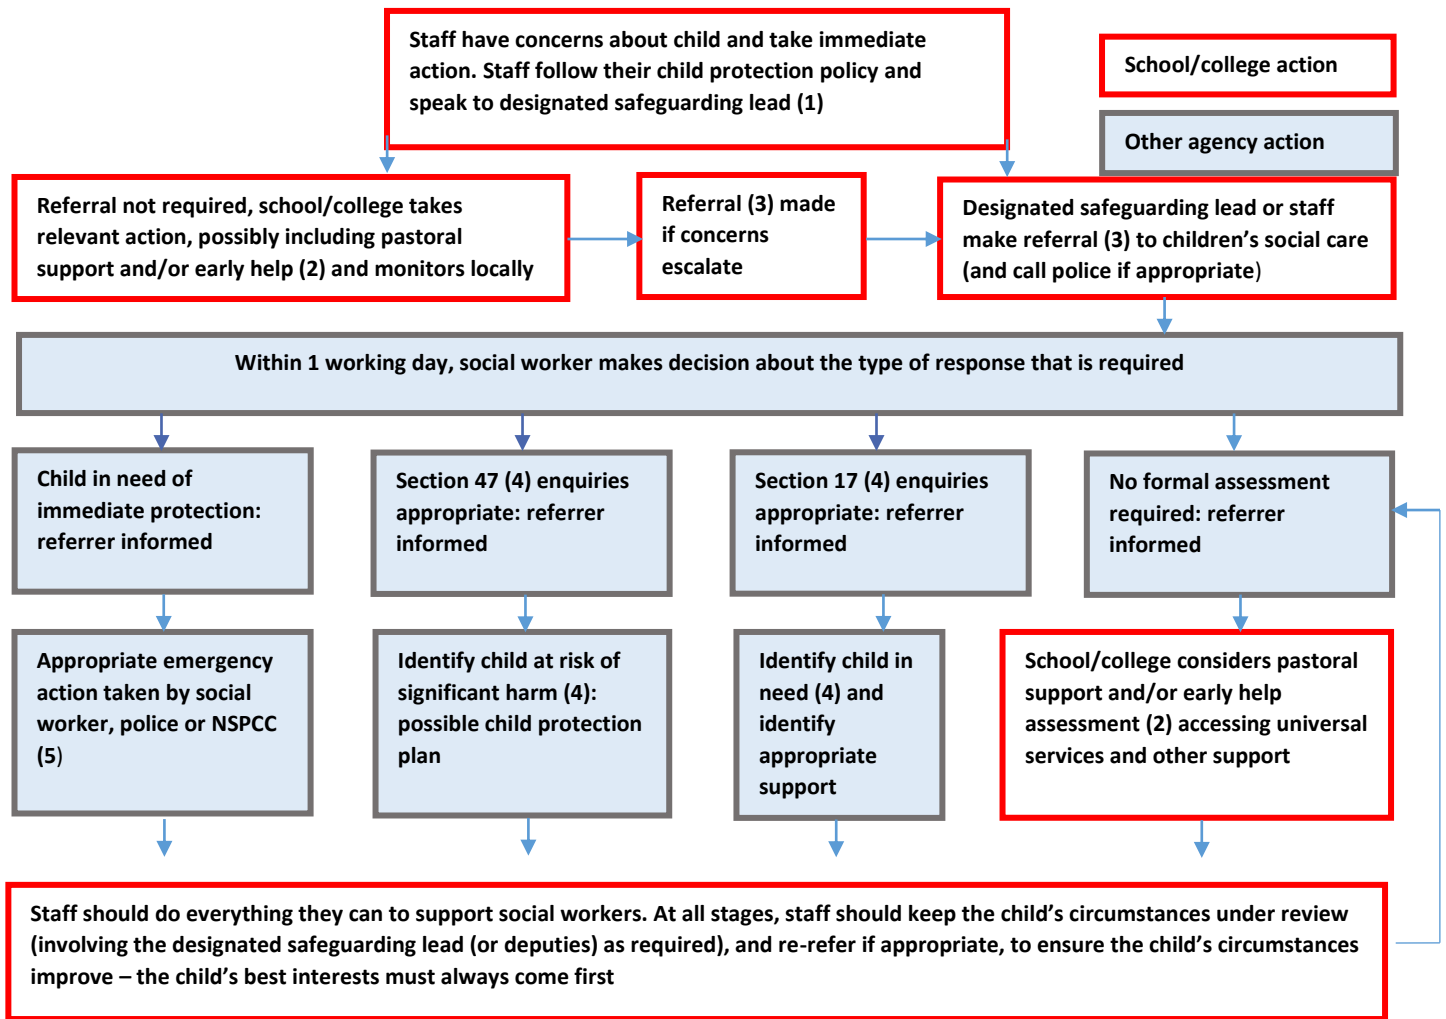 Staff have concerns about child and take immediate
action. Staff follow their child protection policy and
speak to designated safeguarding lead (1)
School/college action
Other agency action
Referral not required, school/college takes
relevant action, possibly including pastoral
support and/or early help (2) and monitors locally
Referral (3) made
if concerns
escalate
Designated safeguarding lead or staff
make referral (3) to children’s social care
(and call police if appropriate)
Within 1 working day, social worker makes decision about the type of response that is required
Child in need of
immediate protection:
referrer informed
Section 47 (4) enquiries
appropriate: referrer
informed
Section 17 (4) enquiries
appropriate: referrer
informed
No formal assessment
required: referrer
informed
Appropriate emergency
action taken by social
worker, police or NSPCC
(5)
Identify child at risk of
significant harm (4):
possible child protection
plan
Identify child in
need (4) and
identify
appropriate
support
School/college considers pastoral
support and/or early help
assessment (2) accessing universal
services and other support
Staff should do everything they can to support social workers. At all stages, staff should keep the child’s circumstances under review
(involving the designated safeguarding lead (or deputies) as required), and re-refer if appropriate, to ensure the child’s circumstances
improve – the child’s best interests must always come first